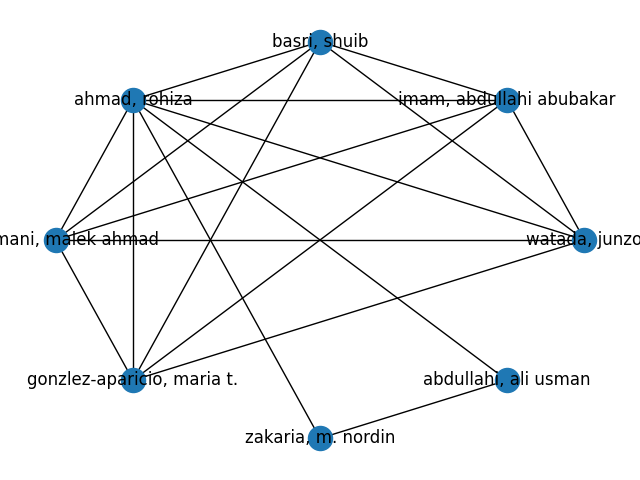 basri, shuib
ahmad, rohiza
imam, abdullahi abubakar
mani, malek ahmad
watada, junzo
gonzlez-aparicio, maria t.
abdullahi, ali usman
zakaria, m. nordin